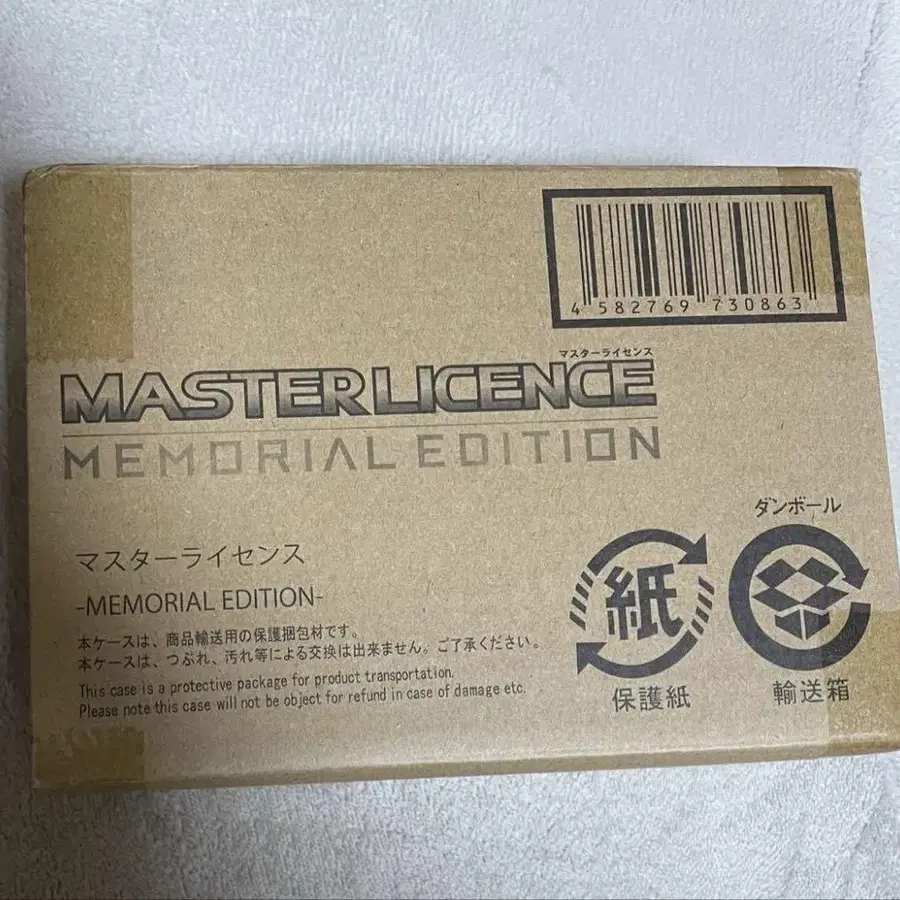 4 582769 730863
マスターライセンス
MASTER LICENCE
MEMORIAL EDITION
マスターライセンス
-MEMORIAL EDITION-
本ケースは、商品輸送用の保護梱包材です。
本ケースは、つぶれ、汚れ等による交換は出来ません。ご了承ください。
This case is a protective package for product transportation.
Please note this case will not be object for refund in case of damage etc.
紙
保護紙
ダンボール
輸送箱